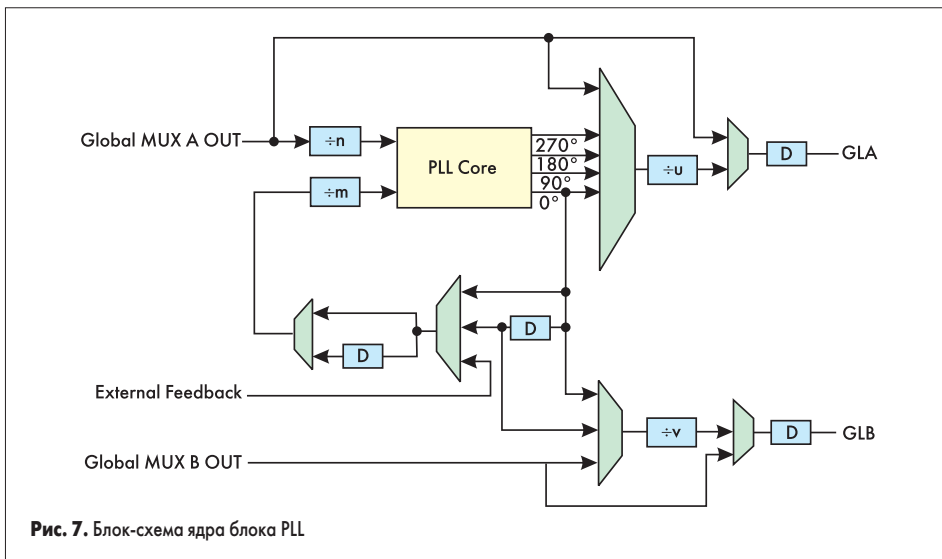 Global MUX A OUT
÷n
÷m
PLL Core
270°
180°
90°
0°
÷u
D
GLA
D
D
External Feedback
Global MUX B OUT
÷v
D
GLB
Рис. 7. Блок-схема ядра блока PLL